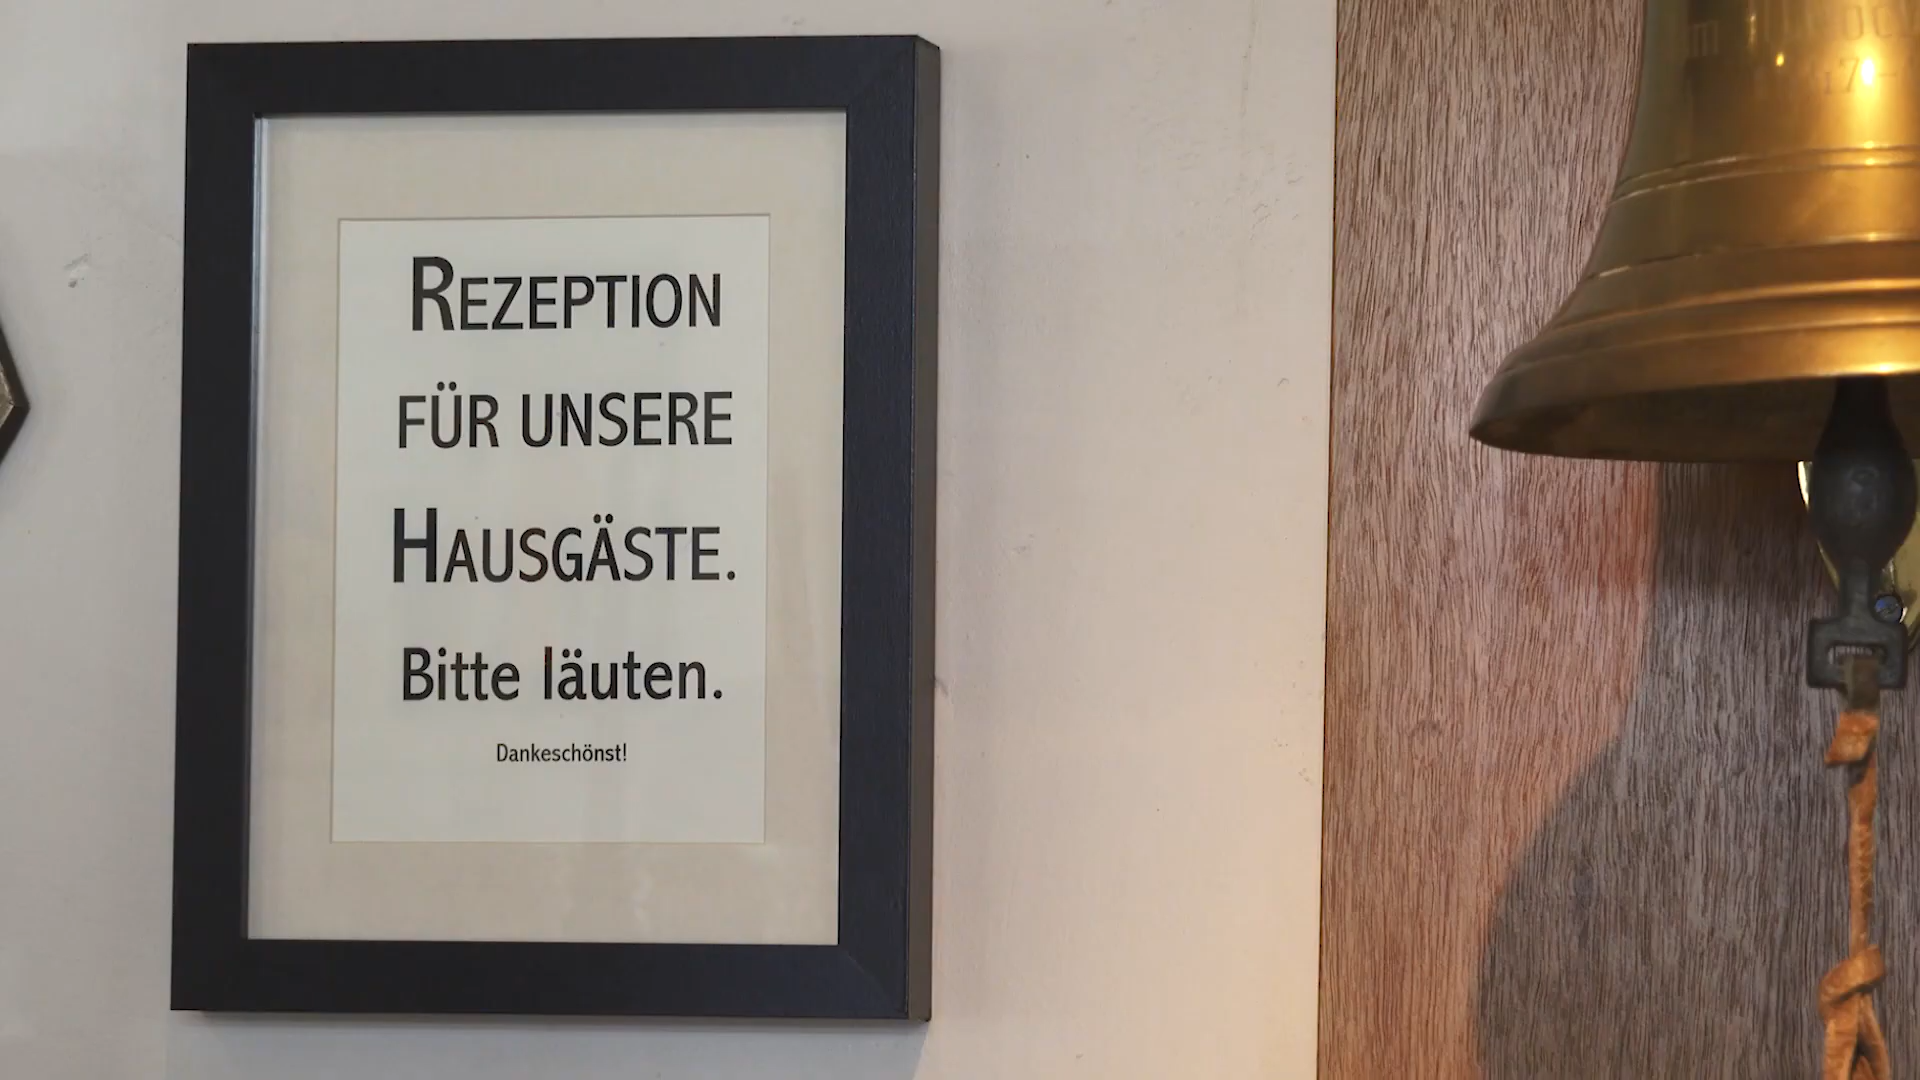 REZEPTION
FÜR UNSERE
HAUSGÄSTE.
Bitte läuten.
Dankeschönst!